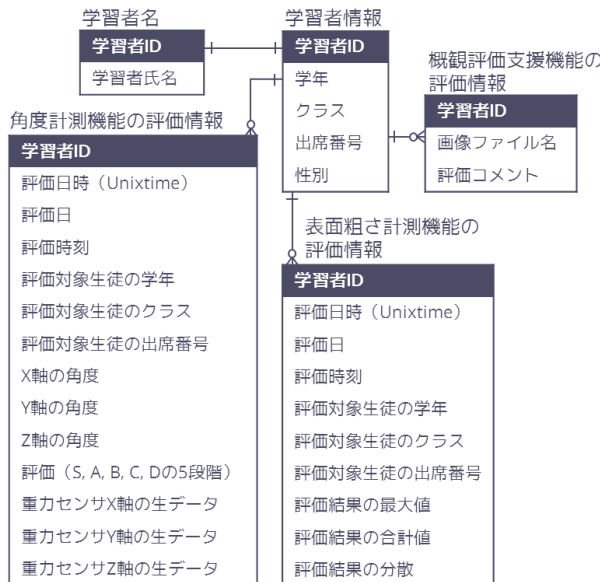 学習者名
学習者ID
学習者氏名
学習者情報
学習者ID
学年
クラス
出席番号
性別
概観評価支援機能の
評価情報
学習者ID
画像ファイル名
評価コメント
角度計測機能の評価情報
学習者ID
評価日時（Unixtime）
評価日
評価時刻
評価対象生徒の学年
評価対象生徒のクラス
評価対象生徒の出席番号
X軸の角度
Y軸の角度
Z軸の角度
評価（S, A, B, C, Dの5段階）
重力センサX軸の生データ
重力センサY軸の生データ
重力センサZ軸の生データ
表面粗さ計測機能の
評価情報
学習者ID
評価日時（Unixtime）
評価日
評価時刻
評価対象生徒の学年
評価対象生徒のクラス
評価対象生徒の出席番号
評価結果の最大値
評価結果の合計値
評価結果の分散